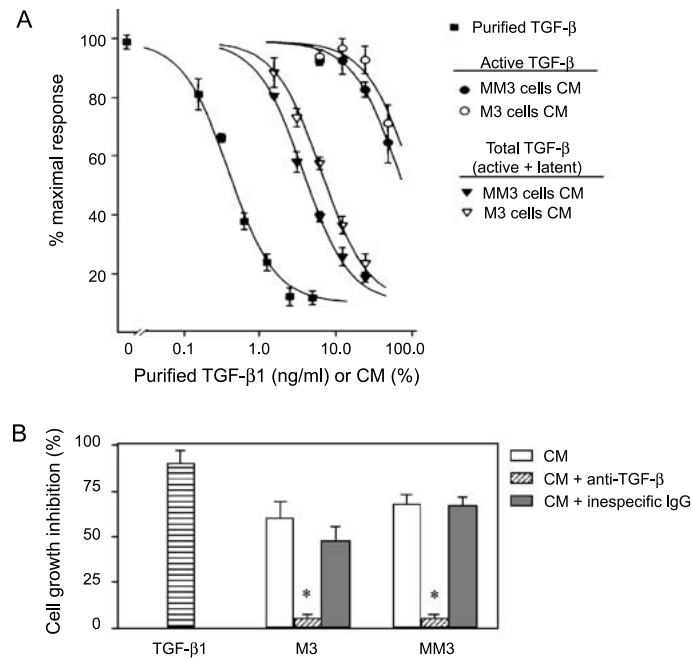 A
% maximal response
100
80
60
40
20
0
0.1
1.0
10.0
100.0
Purified TGF-β1 (ng/ml) or CM (%)
Purified TGF-β
Active TGF-β
MM3 cells CM
M3 cells CM
Total TGF-β
(active + latent)
MM3 cells CM
M3 cells CM
B
Cell growth inhibition (%)
100
75
50
25
0
*
*
TGF-β1
M3
MM3
CM
CM + anti-TGF-β
CM + inespecific IgG